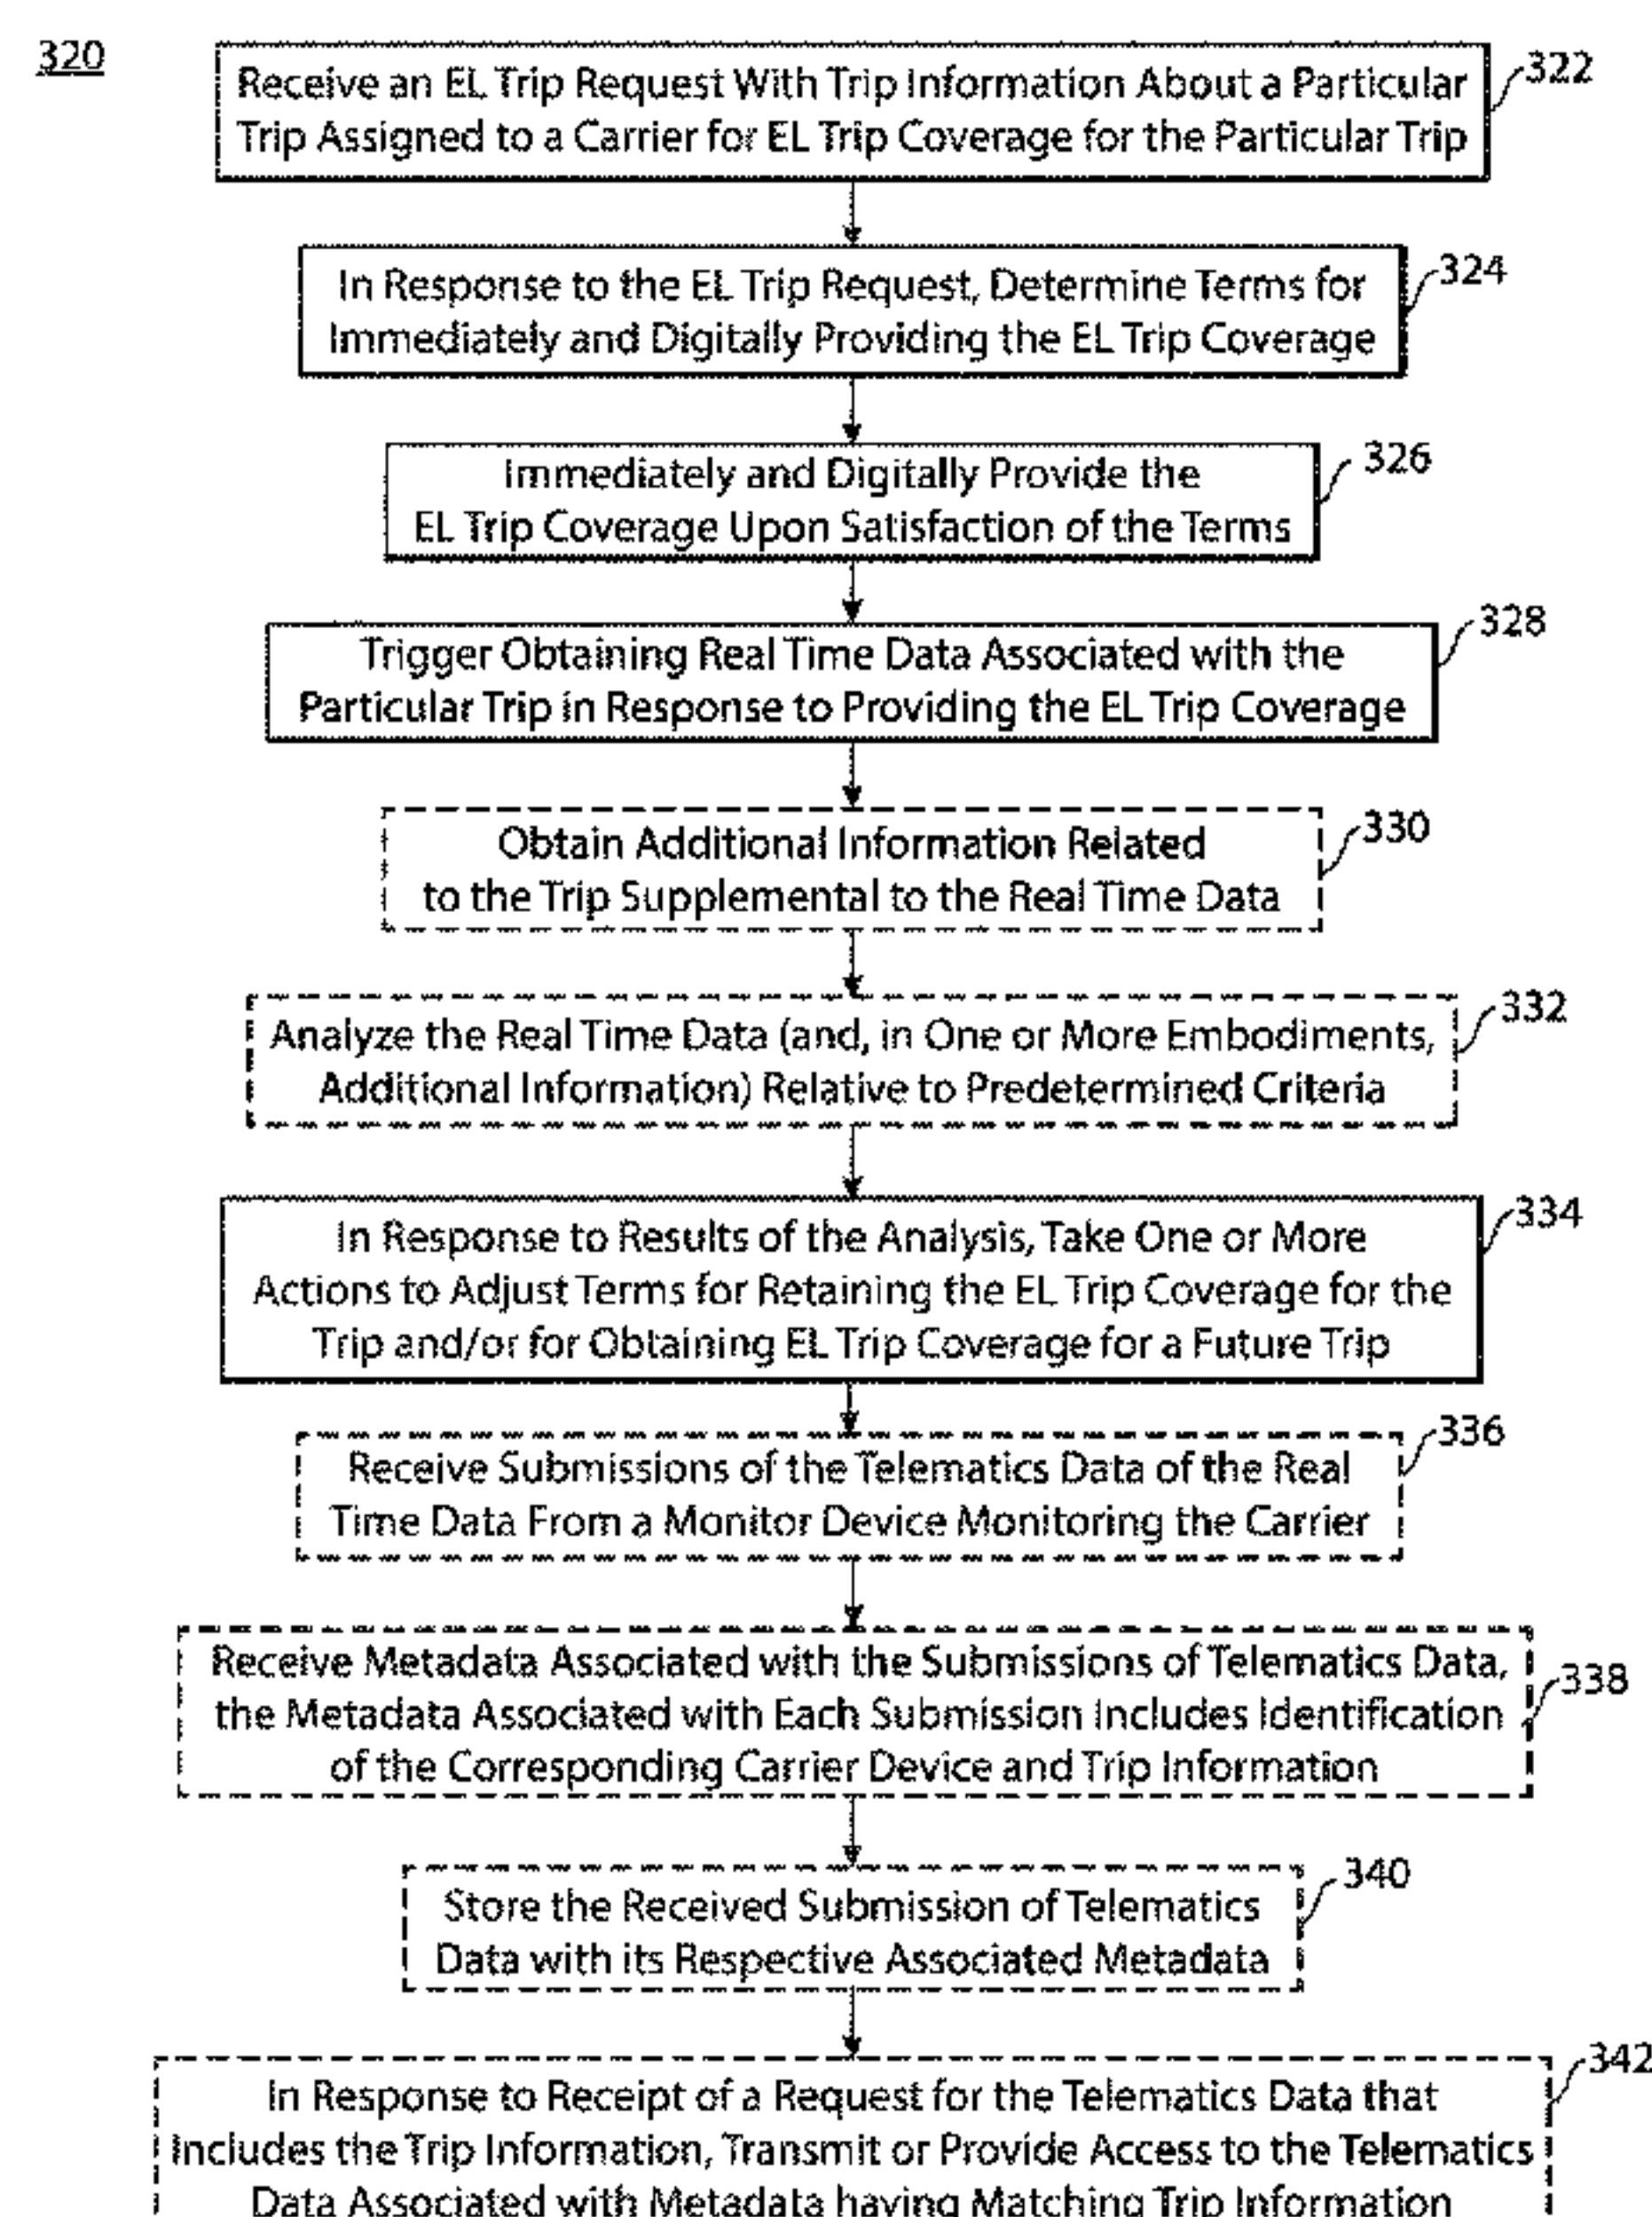 320
Receive an EL Trip Request With Trip Information About a Particular
Trip Assigned to a Carrier for EL Trip Coverage for the Particular Trip
322
In Response to the EL Trip Request, Determine Terms for
Immediately and Digitally Providing the EL Trip Coverage
324
Immediately and Digitally Provide the
EL Trip Coverage Upon Satisfaction of the Terms
326
Trigger Obtaining Real Time Data Associated with the
Particular Trip in Response to Providing the EL Trip Coverage
328
Obtain Additional Information Related
to the Trip Supplemental to the Real Time Data
330
Analyze the Real Time Data (and, in One or More Embodiments,
Additional Information) Relative to Predetermined Criteria
332
In Response to Results of the Analysis, Take One or More
Actions to Adjust Terms for Retaining the EL Trip Coverage for the
Trip and/or for Obtaining EL Trip Coverage for a Future Trip
334
Receive Submissions of the Telematics Data of the Real
Time Data From a Monitor Device Monitoring the Carrier
336
Receive Metadata Associated with the Submissions of Telematics Data,
the Metadata Associated with Each Submission Includes Identification
of the Corresponding Carrier Device and Trip Information
338
Store the Received Submission of Telematics
Data with its Respective Associated Metadata
340
In Response to Receipt of a Request for the Telematics Data that
Includes the Trip Information, Transmit or Provide Access to the Telematics
Data Associated with Metadata having Matching Trip Information
342